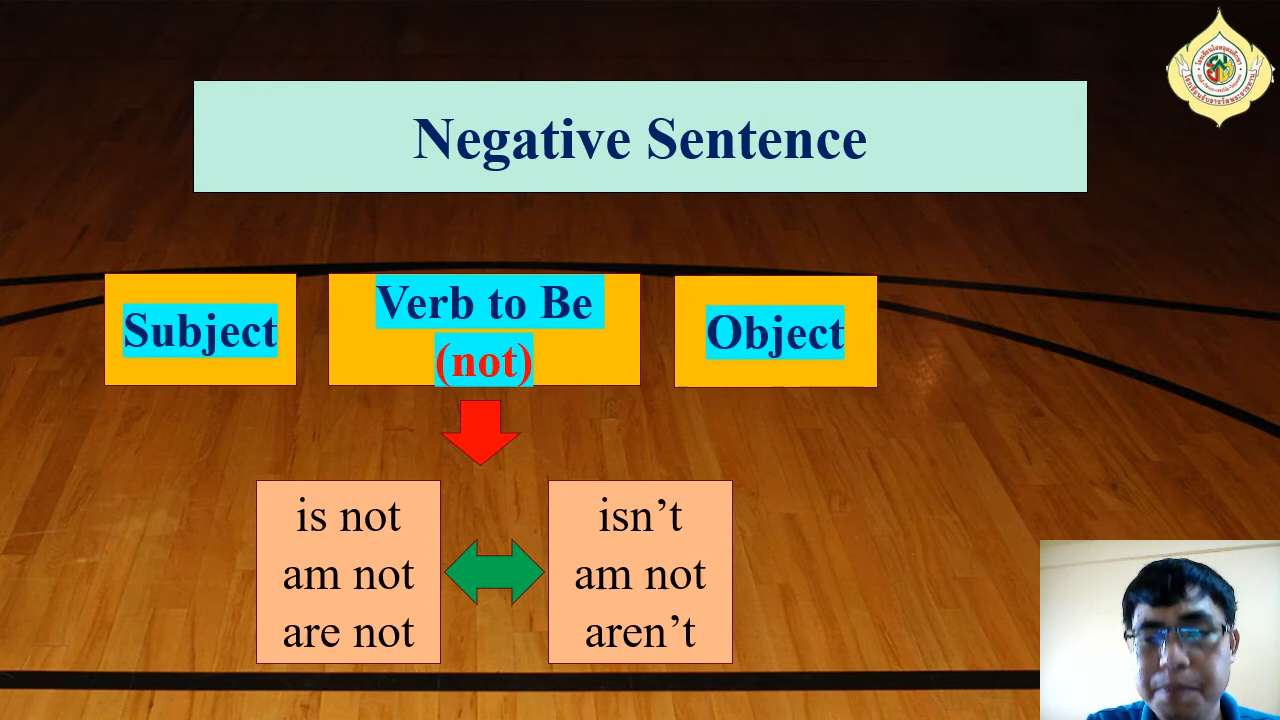 Negative Sentence
Subject
Verb to Be
(not)
Object
is not
am not
are not
isn’t
am not
aren’t